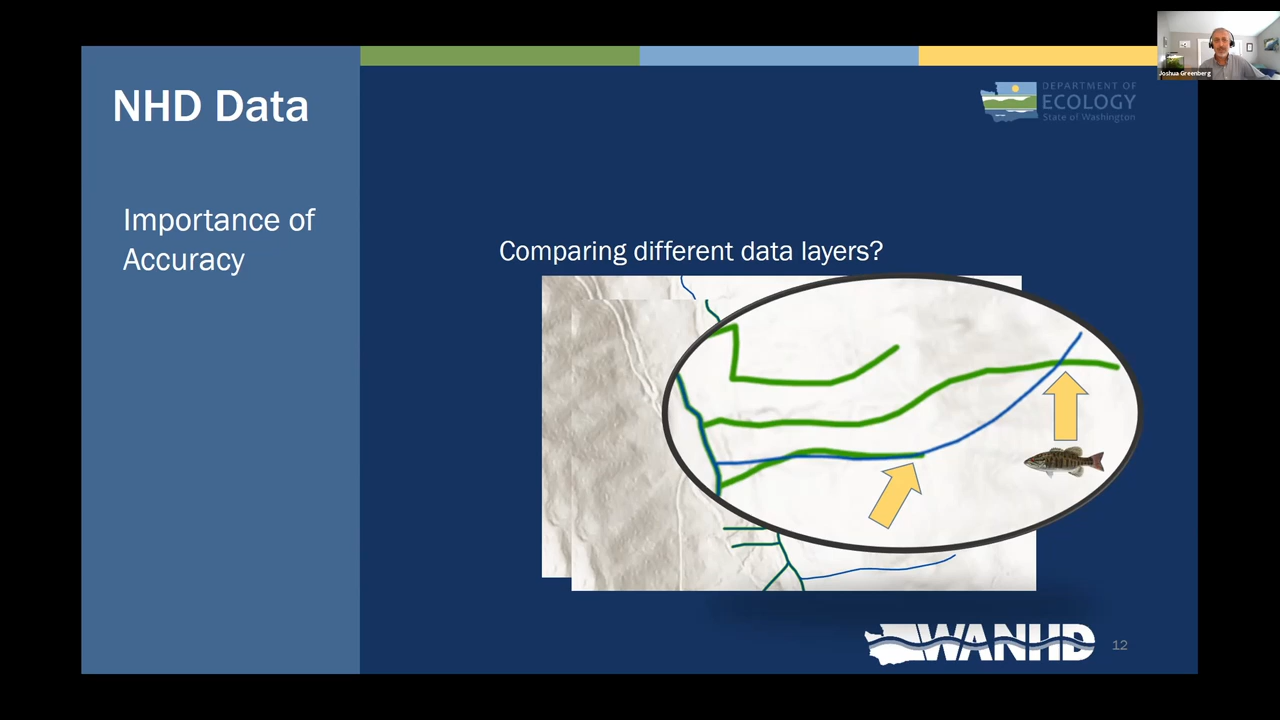 Joshua Greenberg
NHD Data
DEPARTMENT OF
ECOLOGY
State of Washington
Importance of
Accuracy
Comparing different data layers?
WANHD
12